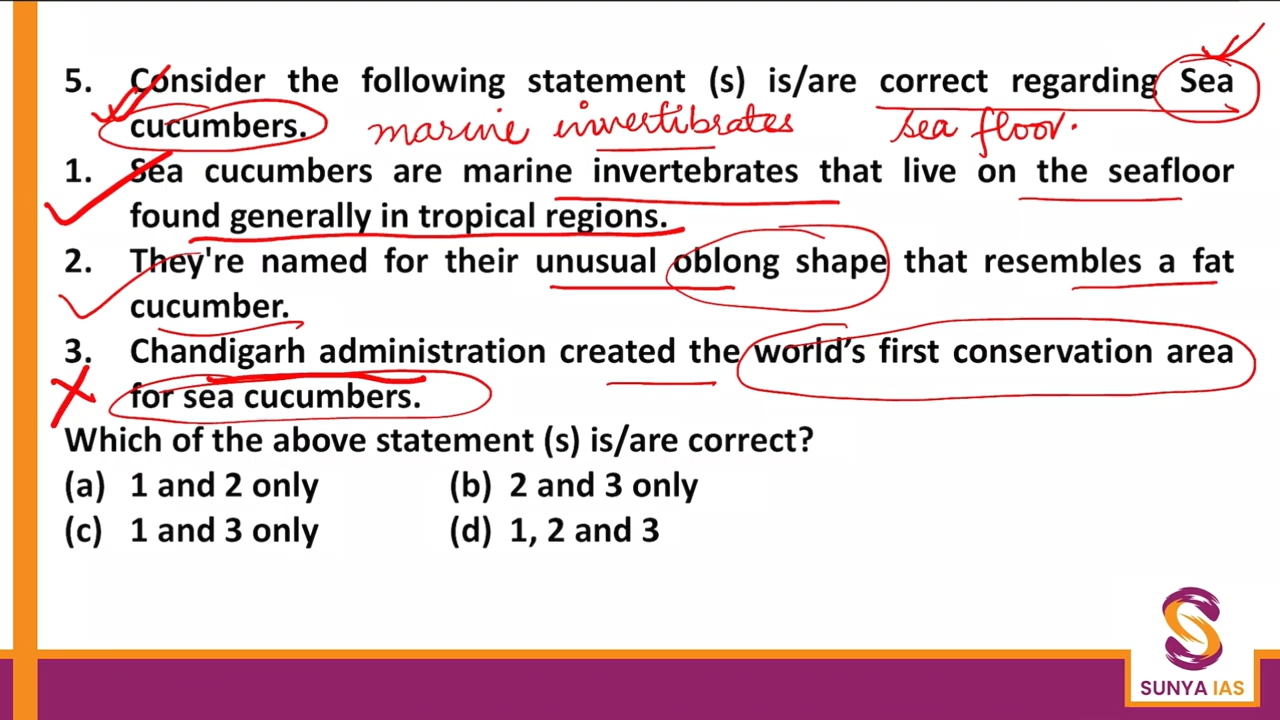 5. Consider the following statement (s) is/are correct regarding Sea
cucumbers. marine invertibrates sea floor.
1. Sea cucumbers are marine invertebrates that live on the seafloor
found generally in tropical regions.
2. They're named for their unusual oblong shape that resembles a fat
cucumber.
3. Chandigarh administration created the world's first conservation area
for sea cucumbers.
Which of the above statement (s) is/are correct?
(a) 1 and 2 only (b) 2 and 3 only
(c) 1 and 3 only (d) 1, 2 and 3
SUNYA IAS